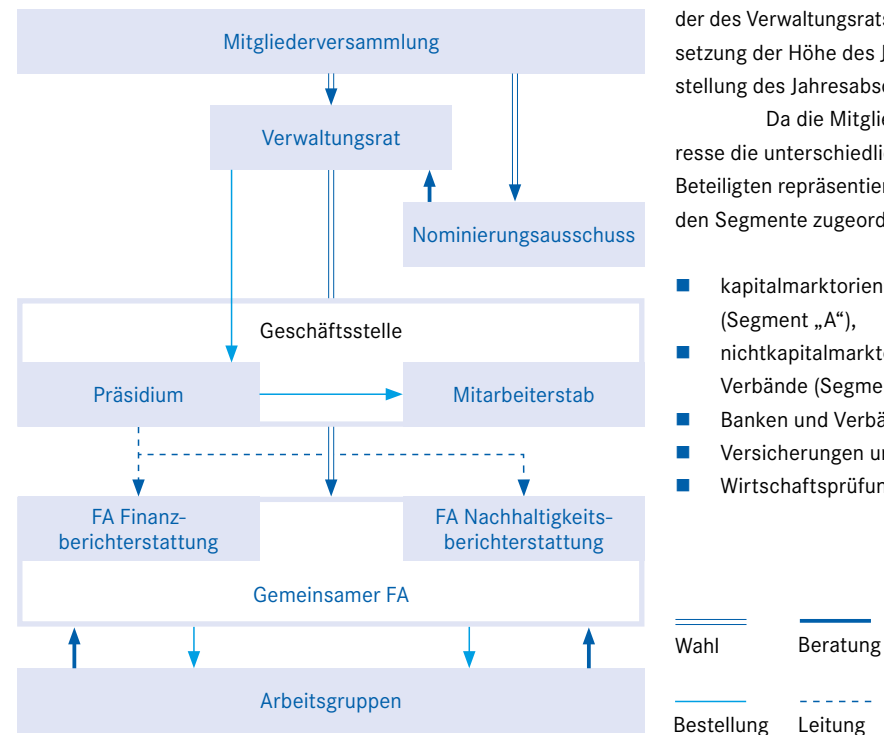 Mitgliederversammlung
Verwaltungsrat
Nominierungsausschuss
Geschäftsstelle
Präsidium
Mitarbeiterstab
FA Finanz-
berichterstattung
FA Nachhaltigkeits-
berichterstattung
Gemeinsamer FA
Arbeitsgruppen
der des Verwaltungsrats
setzung der Höhe des J
stellung des Jahresabsc
Da die Mitglie
resse die unterschiedlic
Beteiligten repräsentier
den Segmente zugeord
■ kapitalmarktorien
(Segment „A“),
■ nichtkapitalmarkto
Verbände (Segme
■ Banken und Verbä
■ Versicherungen un
■ Wirtschaftsprüfun
Wahl
Beratung
Bestellung
Leitung